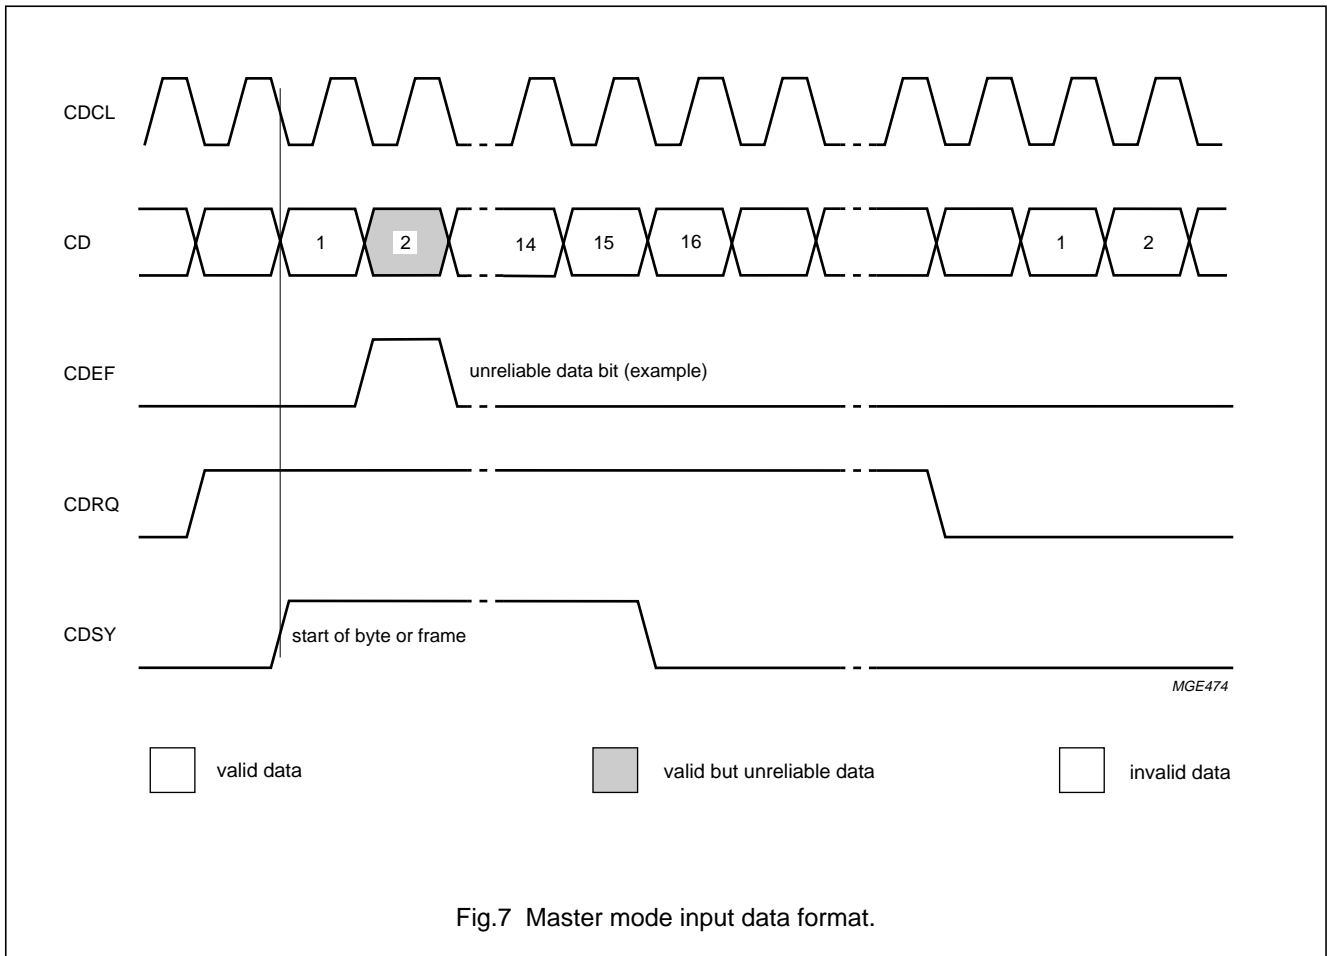 CDCL
CD
1
2
14
15
16
1
2
CDEF
unreliable data bit (example)
CDRQ
CDSY
start of byte or frame
MGE474
valid data
valid but unreliable data
invalid data
Fig.7 Master mode input data format.